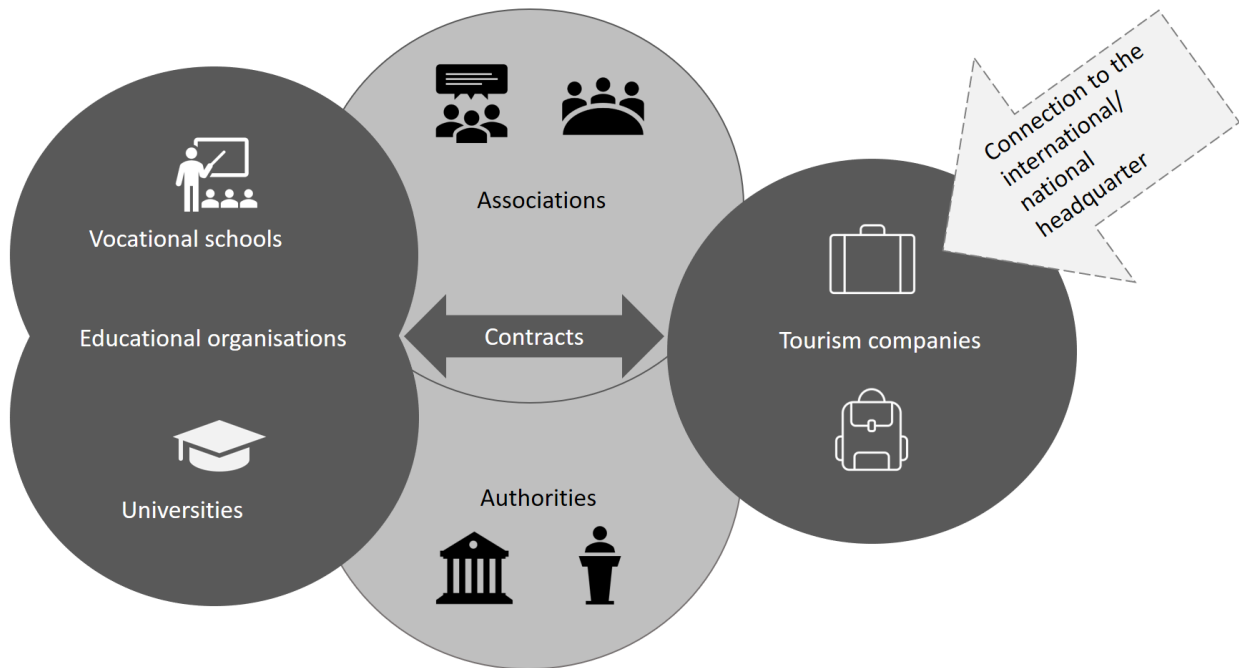 Vocational schools
Educational organisations
Universities
Associations
Contracts
Authorities
Tourism companies
Connection to the
international/
national
headquarter